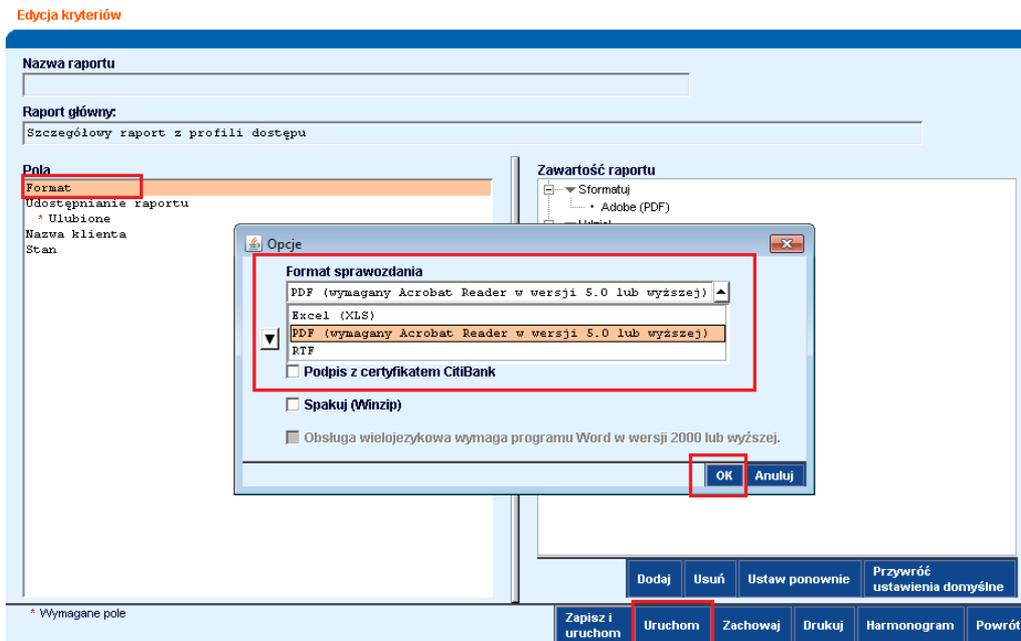 Edycja kryteriów
Nazwa raportu
Raport główny:
Szczegółowy raport z profili dostępu
Pola
Format
Udostępnianie raportu
* Ulubione
Nazwa klienta
Stan
Zawartość raportu
Sformatuj
• Adobe (PDF)
Opcje
Format sprawozdania
PDF (wymagany Acrobat Reader w wersji 5.0 lub wyższej)
Excel (XLS)
PDF (wymagany Acrobat Reader w wersji 5.0 lub wyższej)
RTF
Podpis z certyfikatem CitiBank
Spakuj (Winzip)
Obsługa wielojezykowa wymaga programu Word w wersji 2000 lub wyższej.
OK Anuluj
Dodaj Usuń Ustaw ponownie Przywróć ustawienia domyślne
* Wymagane pole
Zapisz i uruchom Uruchom Zachowaj Drukuj Harmonogram Powrót